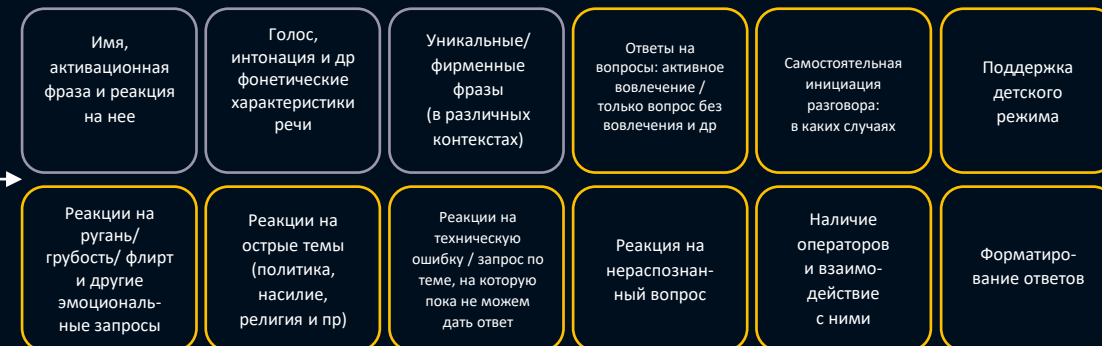 Имя,
активационная
фраза и реакция
на нее
Голос,
интонация и др
фонетические
характеристики
речи
Уникальные/
фирменные
фразы
(в различных
контекстах)
Ответы на
вопросы: активное
вовлечение /
только вопрос без
вовлечения и др
Самостоятельная
инициация
разговора:
в каких случаях
Поддержка
детского
режима
Реакции на
ругань/
грубость/ флирт
и другие
эмоциональ-
ные запросы
Реакции на
острые темы
(политика,
насилие,
религия и пр)
Реакции на
техническую
ошибку / запрос по
теме, на которую
пока не можем
дать ответ
Реакция на
нераспознан-
ный вопрос
Наличие
операторов
и взаимо-
действие
с ними
Форматиро-
вание ответов